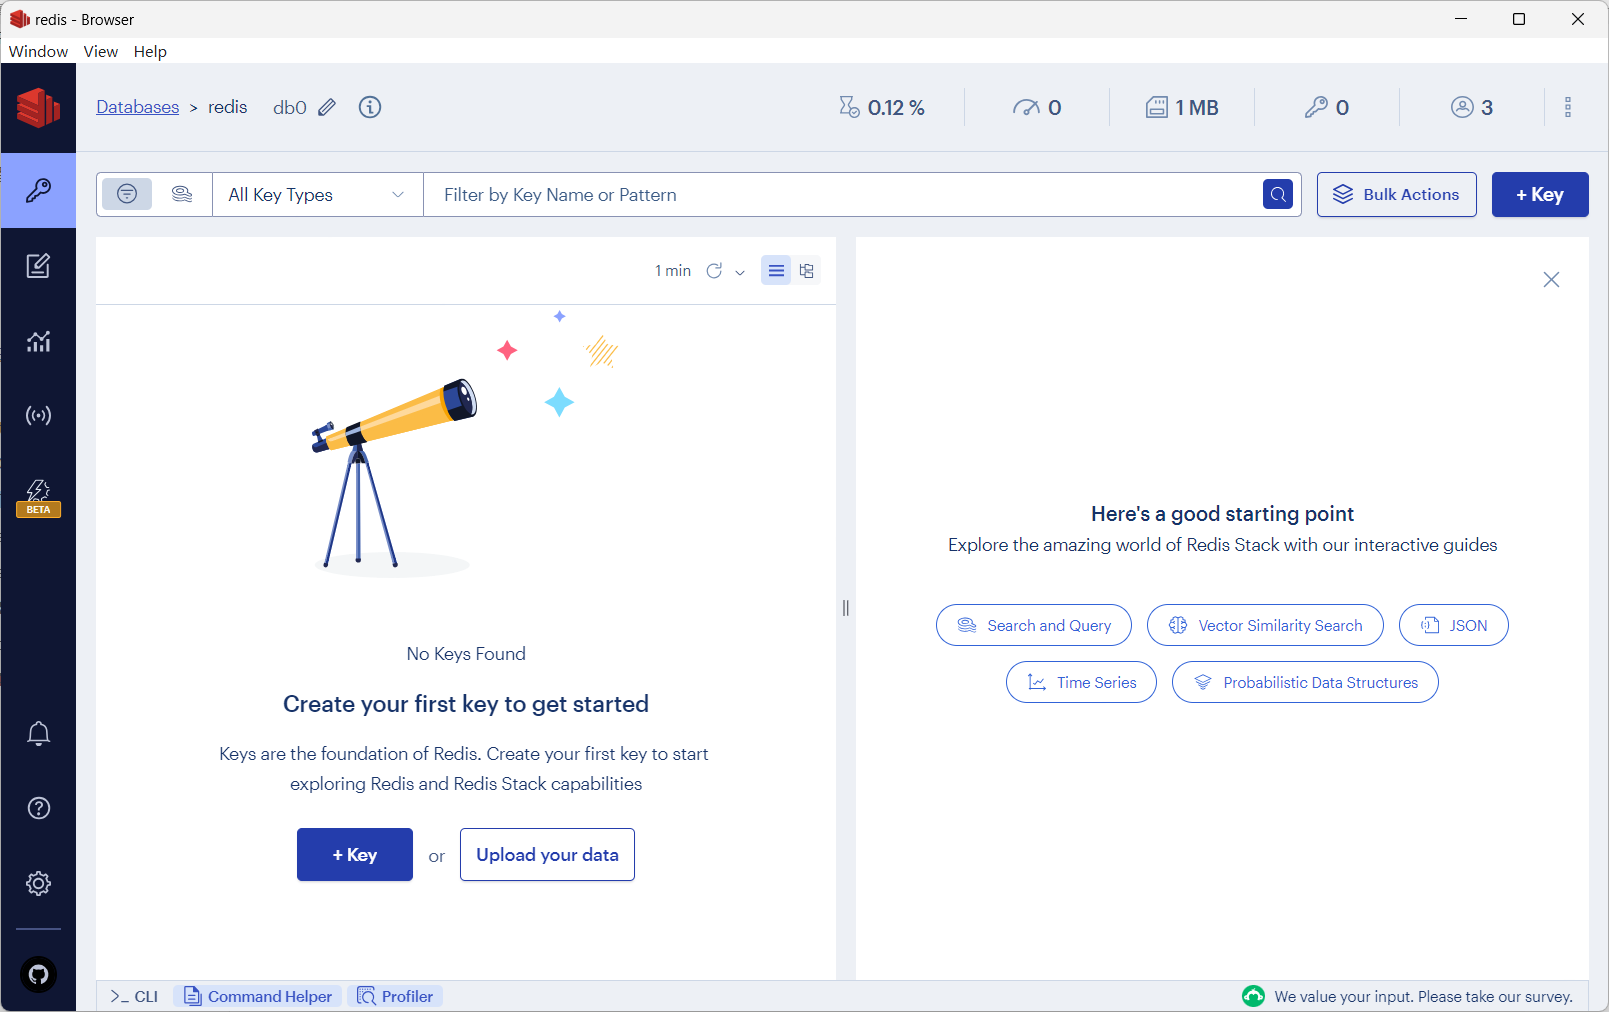 redis - Browser
Window View Help
Databases > redis db0 0.12 % 0 1 MB 0 3
All Key Types Filter by Key Name or Pattern Bulk Actions + Key
1 min
BETA
No Keys Found
Create your first key to get started
Keys are the foundation of Redis. Create your first key to start
exploring Redis and Redis Stack capabilities
+ Key or Upload your data
Here's a good starting point
Explore the amazing world of Redis Stack with our interactive guides
Search and Query Vector Similarity Search JSON
Time Series Probabilistic Data Structures
>_ CLI Command Helper Profiler We value your input. Please take our survey.